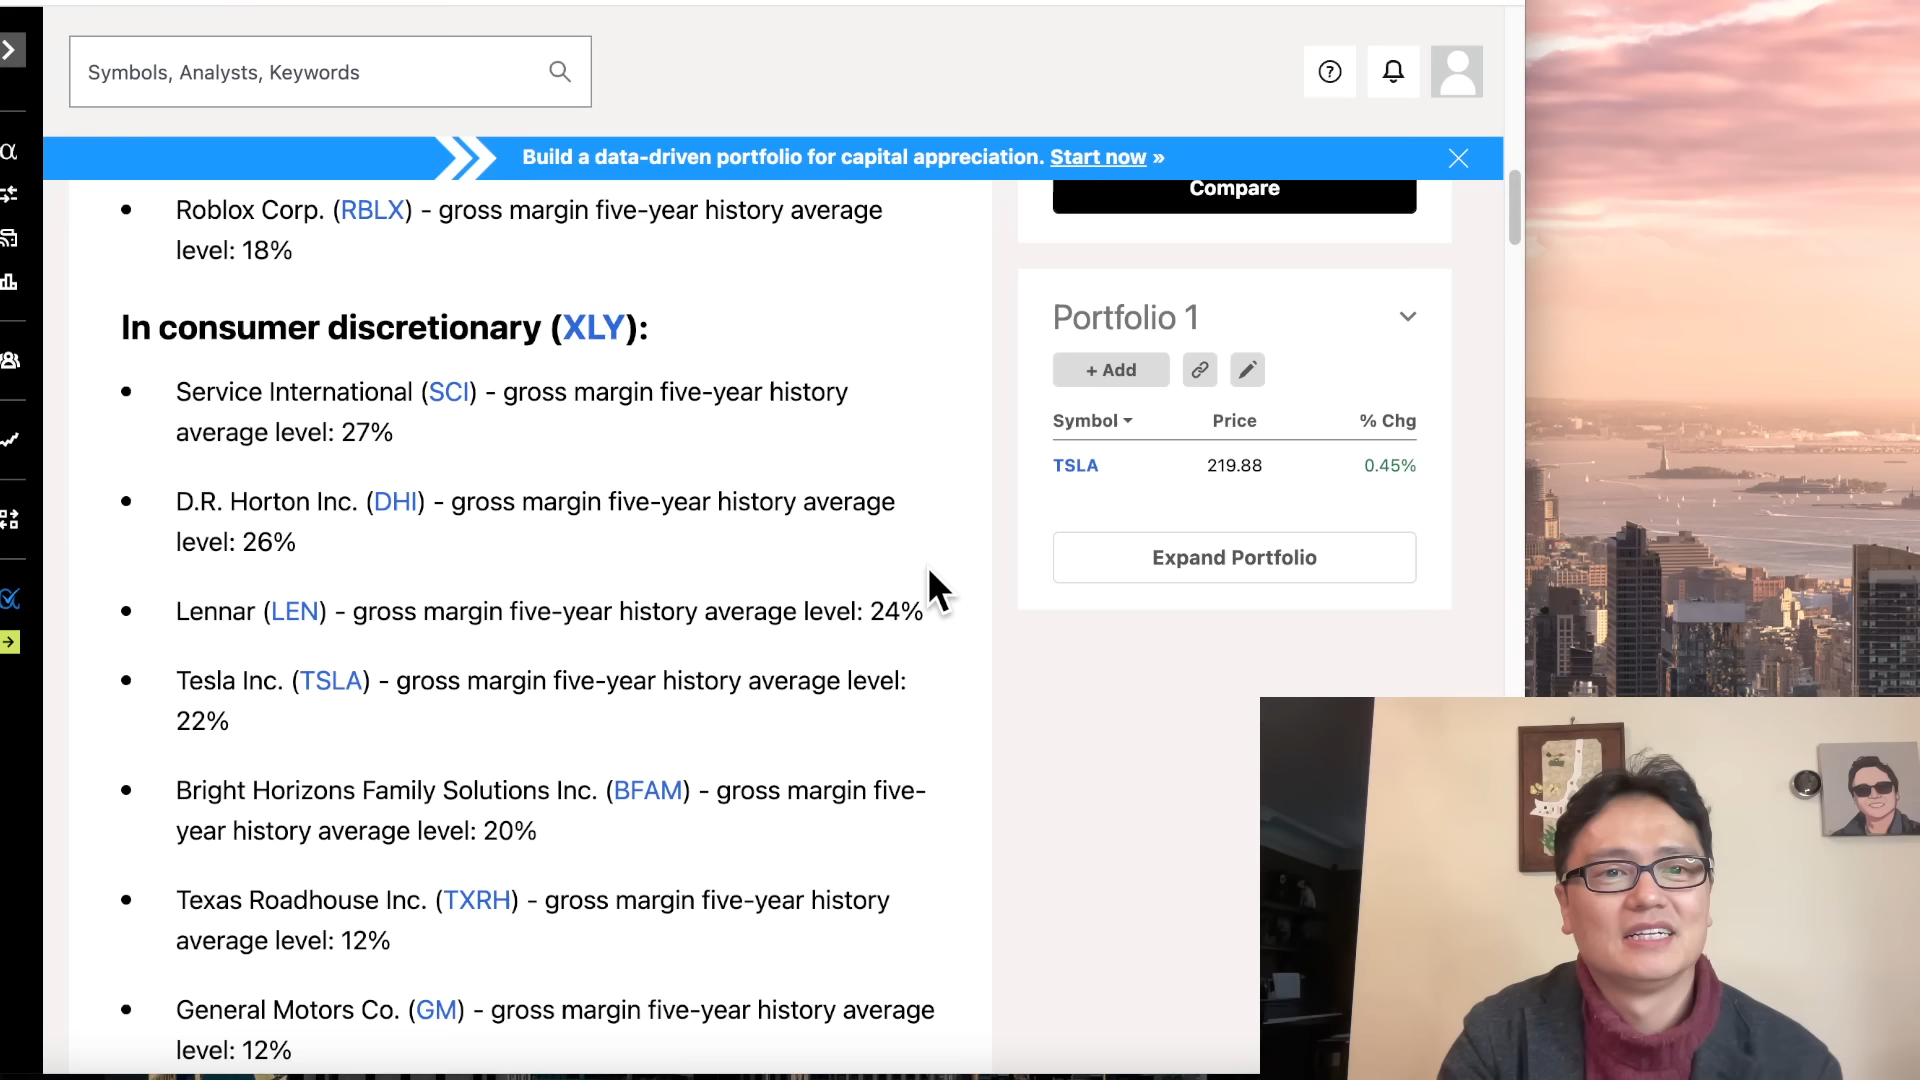 Symbols, Analysts, Keywords
Build a data-driven portfolio for capital appreciation. Start now »
• Roblox Corp. (RBLX) - gross margin five-year history average
level: 18%
In consumer discretionary (XLY):
• Service International (SCI) - gross margin five-year history
average level: 27%
• D.R. Horton Inc. (DHI) - gross margin five-year history average
level: 26%
• Lennar (LEN) - gross margin five-year history average level: 24%
• Tesla Inc. (TSLA) - gross margin five-year history average level:
22%
• Bright Horizons Family Solutions Inc. (BFAM) - gross margin five-
year history average level: 20%
• Texas Roadhouse Inc. (TXRH) - gross margin five-year history
average level: 12%
• General Motors Co. (GM) - gross margin five-year history average
level: 12%
Compare
Portfolio 1
+ Add
Symbol Price % Chg
TSLA 219.88 0.45%
Expand Portfolio